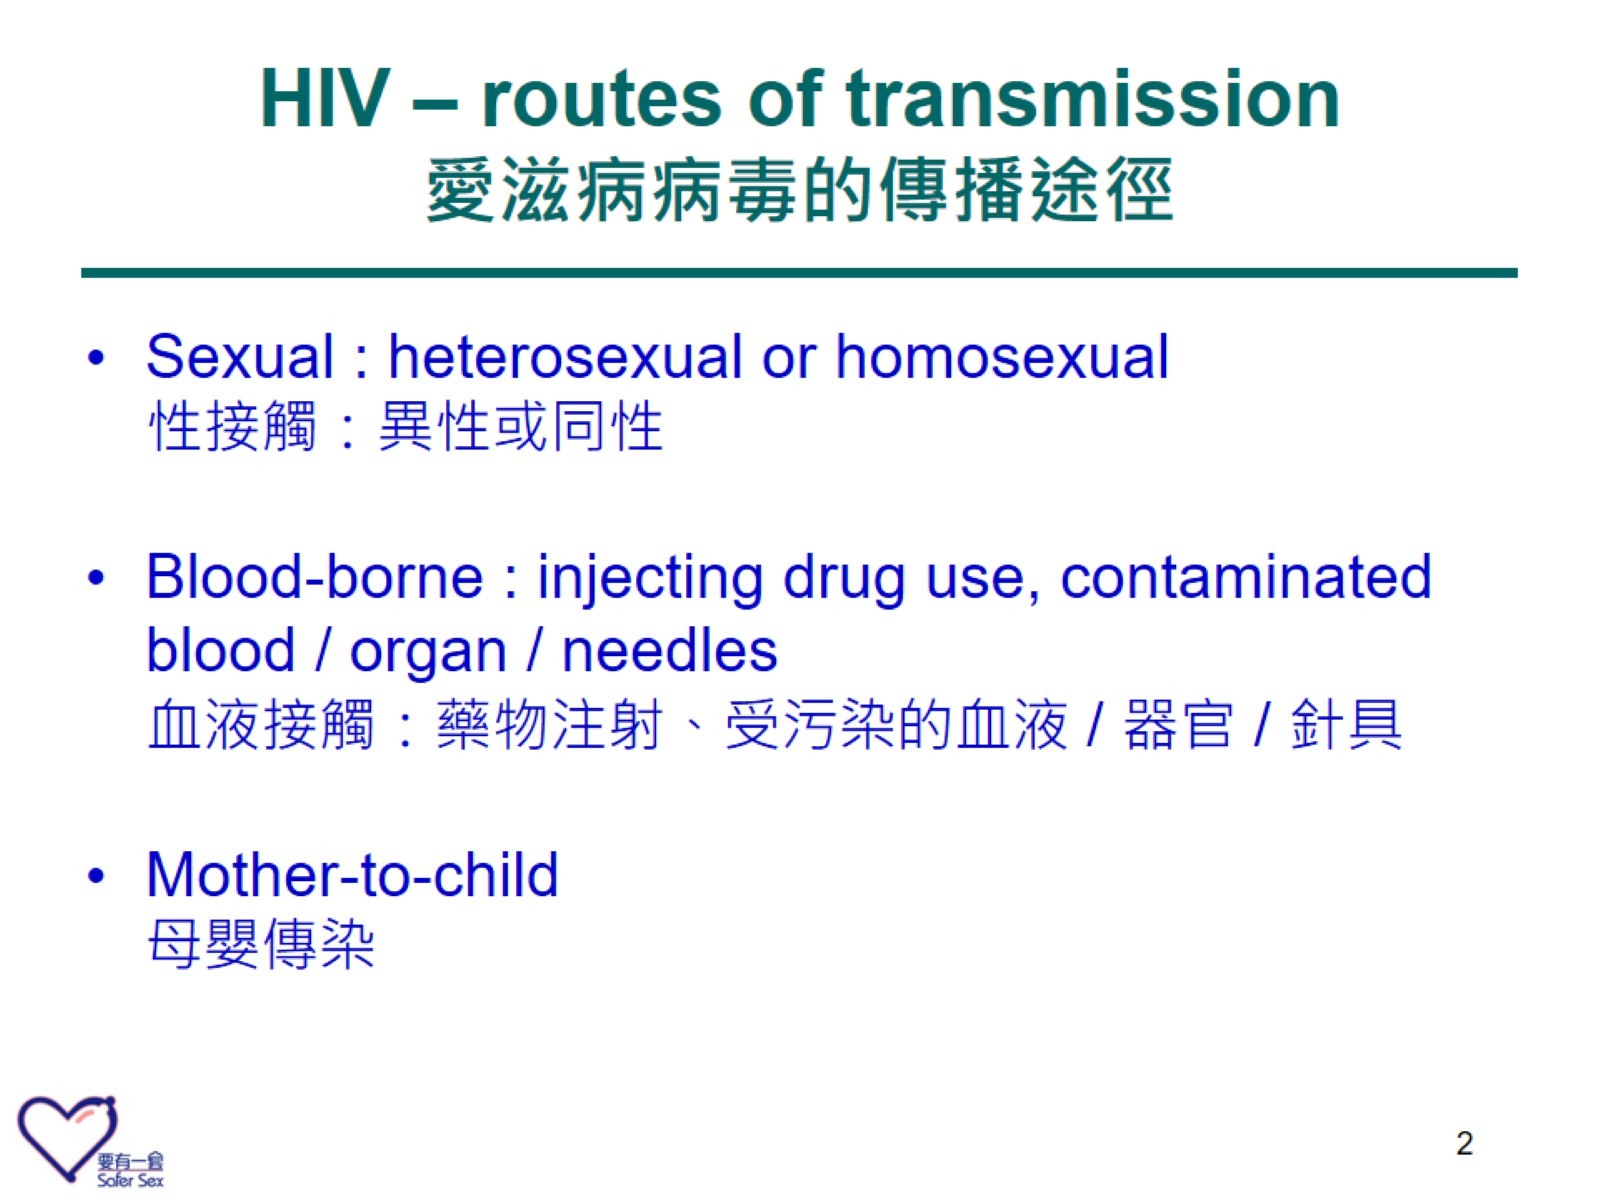 HIV – routes of transmission
愛滋病病毒的傳播途徑
• Sexual : heterosexual or homosexual
性接觸：異性或同性
• Blood-borne : injecting drug use, contaminated
blood / organ / needles
血液接觸：藥物注射、受污染的血液 / 器官 / 針具
• Mother-to-child
母嬰傳染
要有一套
Safer Sex
2